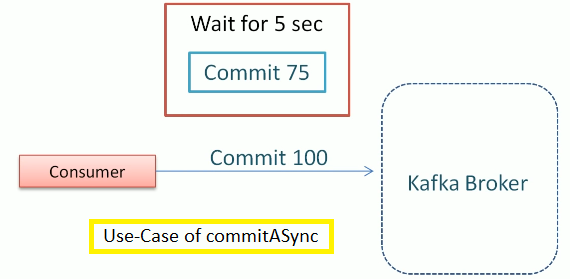 Wait for 5 sec
Commit 75
Commit 100
Consumer
Kafka Broker
Use-Case of commitASync